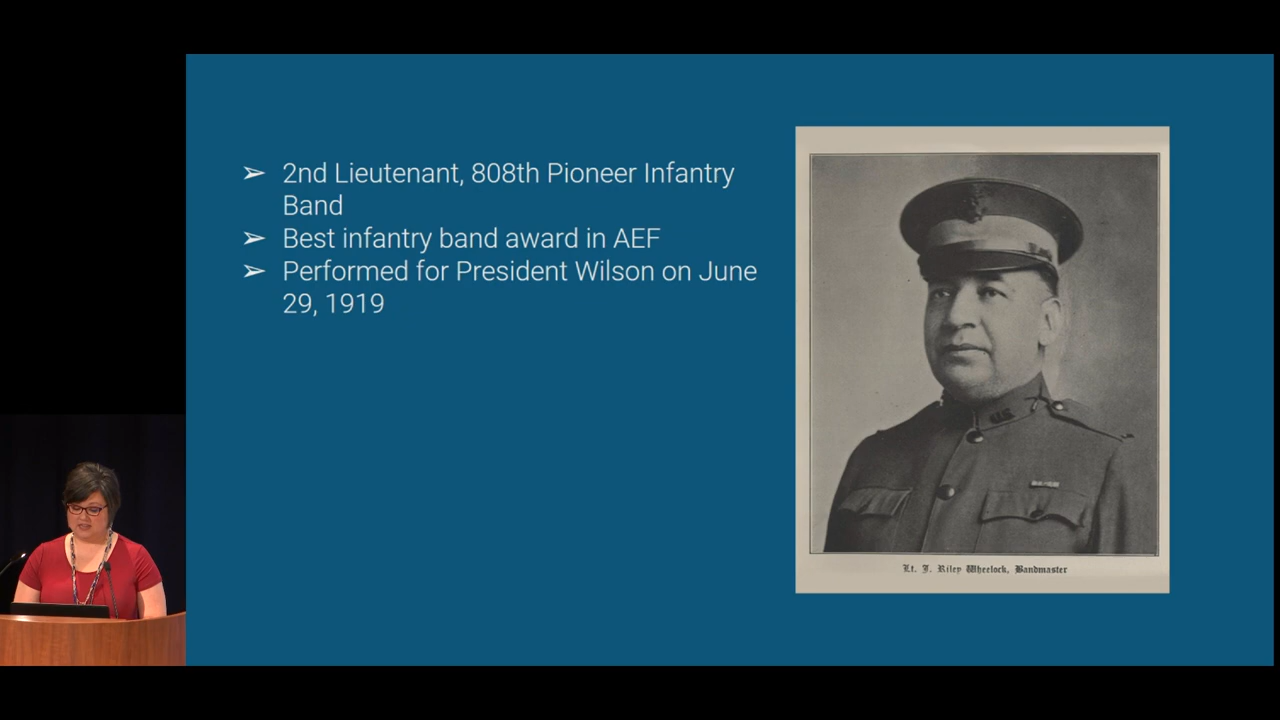 ➢ 2nd Lieutenant, 808th Pioneer Infantry
Band
➢ Best infantry band award in AEF
➢ Performed for President Wilson on June
29, 1919
Lt. J. Riley Wheelock, Bandmaster